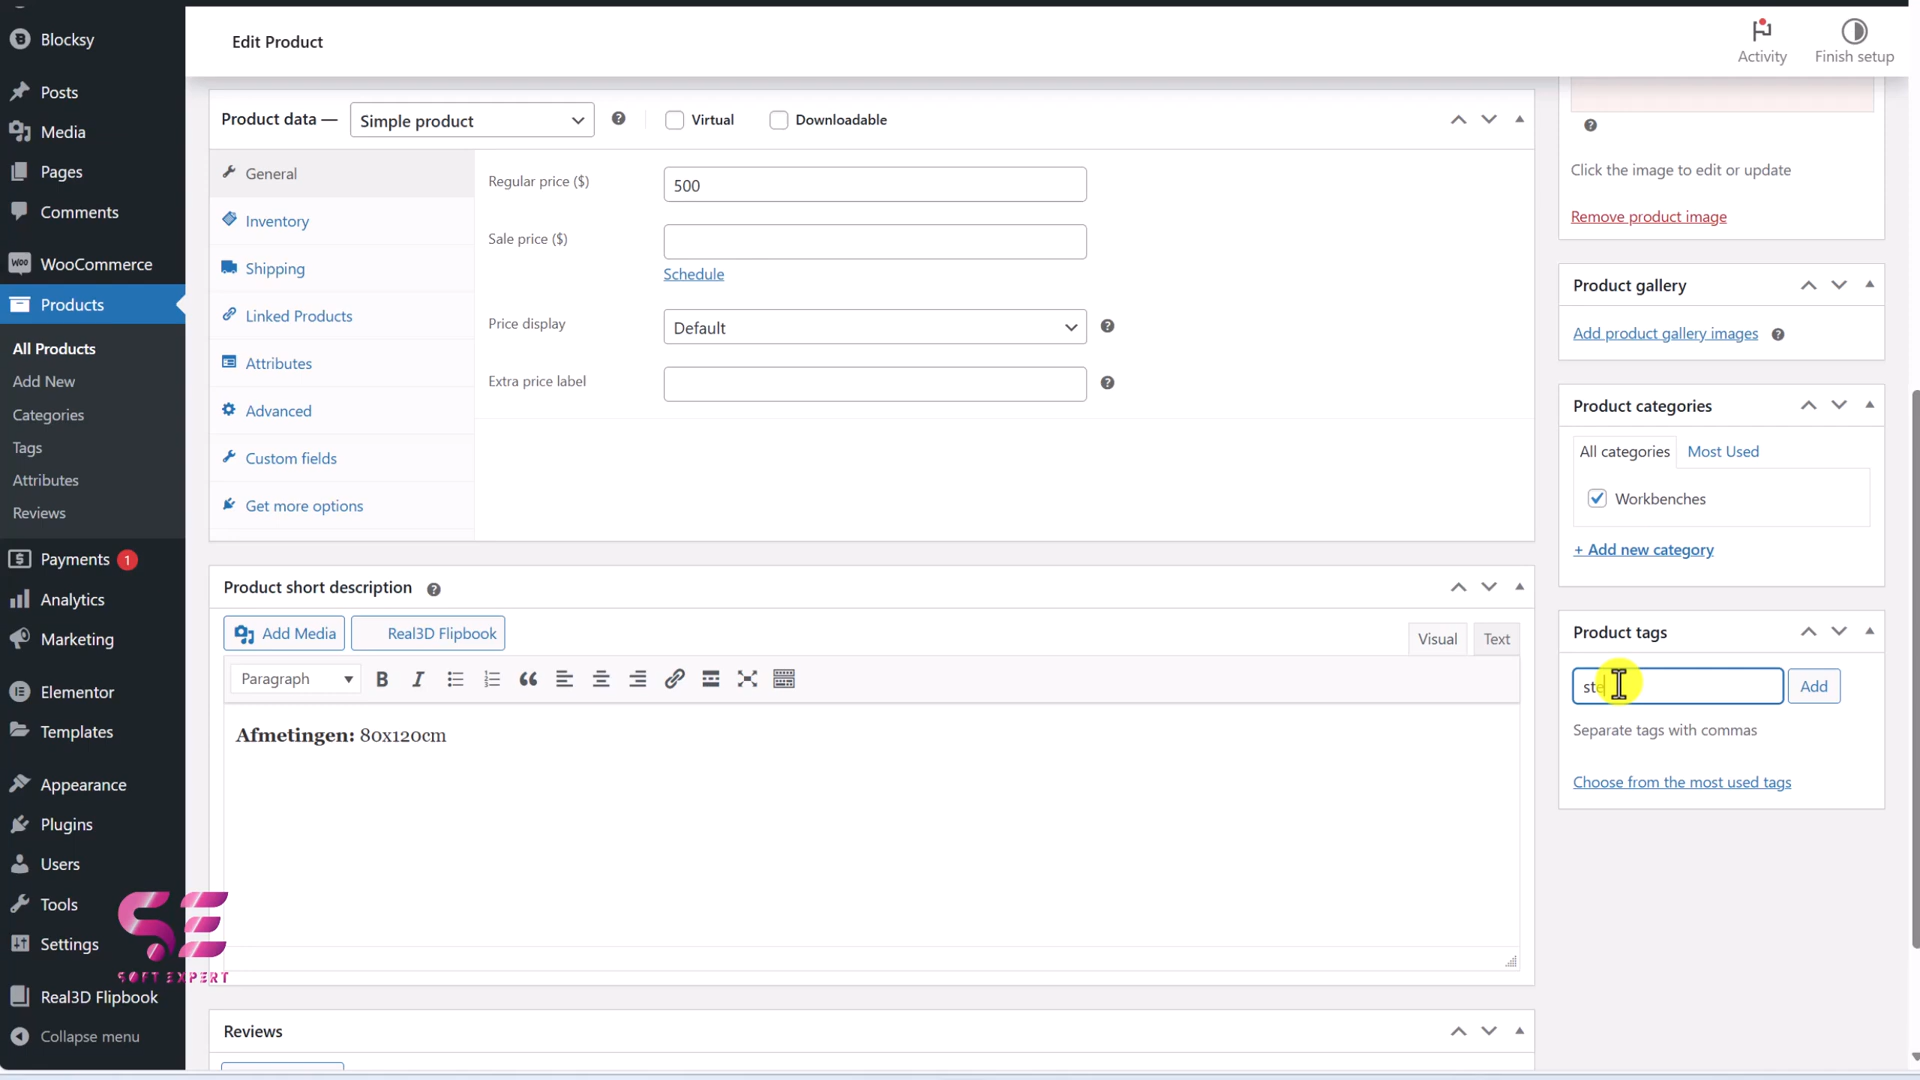 Blocksy
Posts
Media
Pages
Comments
WooCommerce
Products
All Products
Add New
Categories
Tags
Attributes
Reviews
Payments 1
Analytics
Marketing
Elementor
Templates
Appearance
Plugins
Users
Tools
Settings
SOFT EXPERT
Real3D Flipbook
Collapse menu
Edit Product
Activity
Finish setup
Product data — Simple product Virtual Downloadable
General
Inventory
Shipping
Linked Products
Attributes
Advanced
Custom fields
Get more options
Regular price ($) 500
Sale price ($)
Schedule
Price display Default
Extra price label
Product short description
Add Media Real3D Flipbook
Visual Text
Paragraph
Afmetingen: 80x120cm
Reviews
Click the image to edit or update
Remove product image
Product gallery
Add product gallery images
Product categories
All categories Most Used
Workbenches
+ Add new category
Product tags
ste Add
Separate tags with commas
Choose from the most used tags